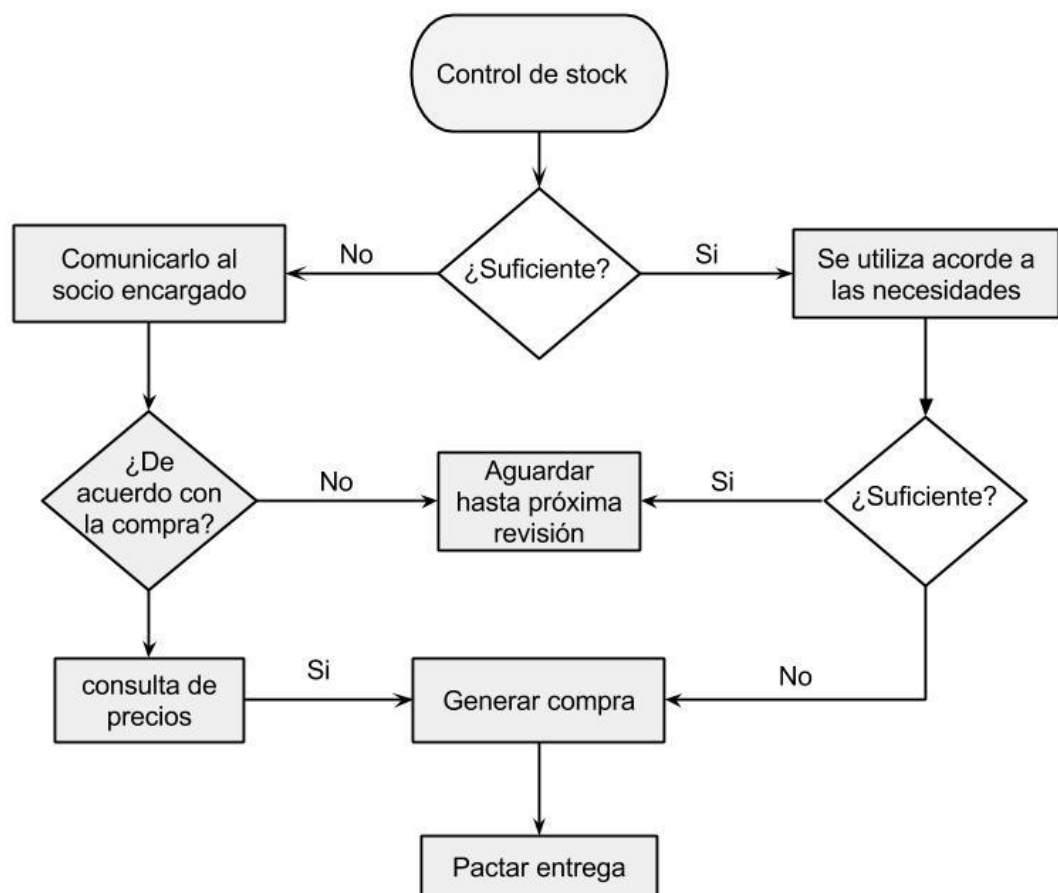 Control de stock
¿Suficiente?
No
Si
Comunicarlo al
socio encargado
Se utiliza acorde a
las necesidades
¿De
acuerdo con
la compra?
No
Aguardar
hasta próxima
revisión
Si
¿Suficiente?
consulta de
precios
Si
Generar compra
No
Pactar entrega